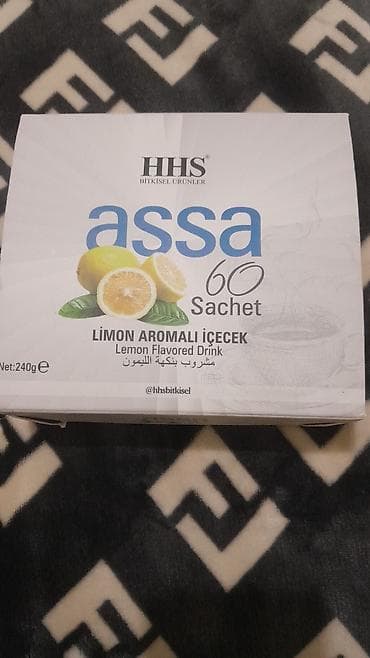 HHS®
BİTKİSEL ÜRÜNLER
assa
60
Sachet
LİMON AROMALI İÇECEK
Lemon Flavored Drink
مشروب بنكهة الليمون
Net:240g℮
@hhsbitkisel